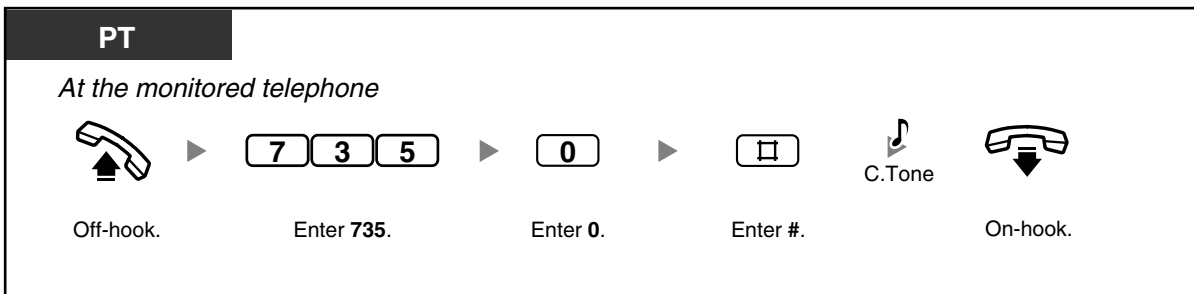 PT
At the monitored telephone
7 3 5 0 #
C.Tone
Off-hook. Enter 735. Enter 0. Enter #. On-hook.